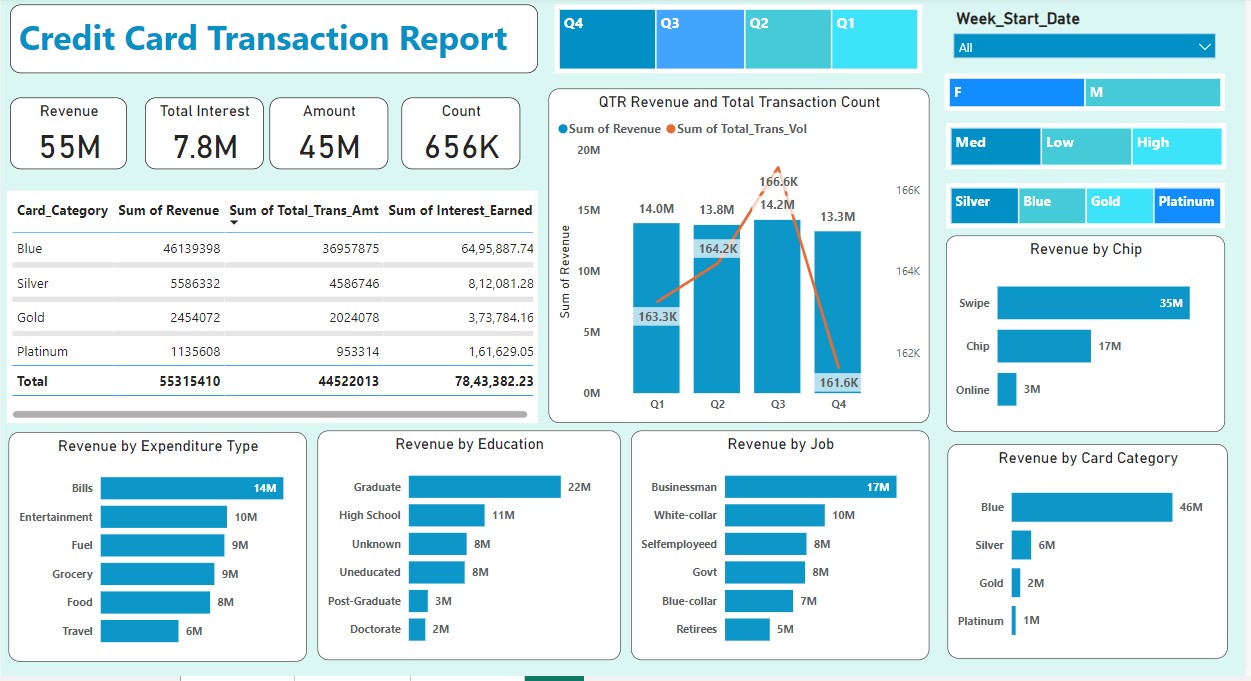 Credit Card Transaction Report
Q4 Q3 Q2 Q1
Week_Start_Date
All
F M
Med Low High
Silver Blue Gold Platinum
Revenue
55M
Total Interest
7.8M
Amount
45M
Count
656K
Card_Category Sum of Revenue Sum of Total_Trans_Amt Sum of Interest_Earned
Blue 46139398 36957875 64,95,887.74
Silver 5586332 4586746 8,12,081.28
Gold 2454072 2024078 3,73,784.16
Platinum 1135608 953314 1,61,629.05
Total 55315410 44522013 78,43,382.23
QTR Revenue and Total Transaction Count
Sum of Revenue Sum of Total_Trans_Vol
Sum of Revenue
20M
15M
10M
5M
0M
166K
164K
162K
14.0M 13.8M 14.2M 13.3M
163.3K 164.2K 166.6K 161.6K
Q1 Q2 Q3 Q4
Revenue by Chip
Swipe 35M
Chip 17M
Online 3M
Revenue by Expenditure Type
Bills 14M
Entertainment 10M
Fuel 9M
Grocery 9M
Food 8M
Travel 6M
Revenue by Education
Graduate 22M
High School 11M
Unknown 8M
Uneducated 8M
Post-Graduate 3M
Doctorate 2M
Revenue by Job
Businessman 17M
White-collar 10M
Selfemployeed 8M
Govt 8M
Blue-collar 7M
Retirees 5M
Revenue by Card Category
Blue 46M
Silver 6M
Gold 2M
Platinum 1M